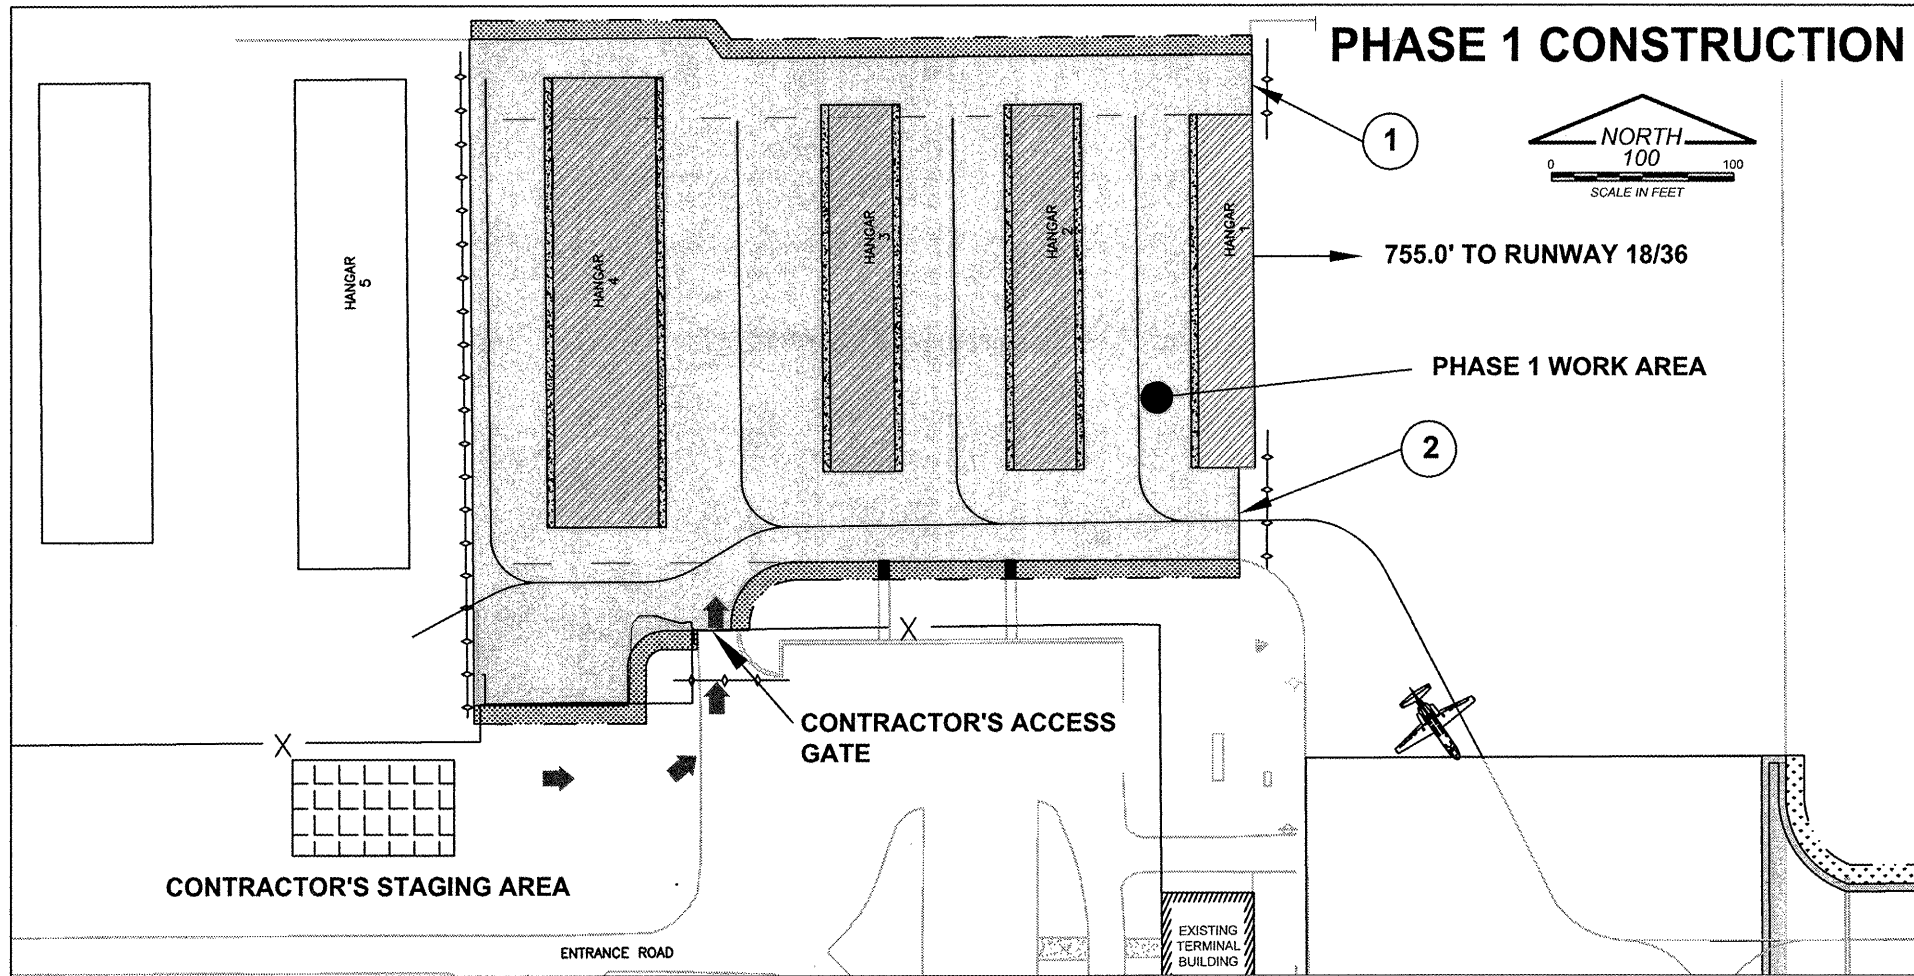 PHASE 1 CONSTRUCTION
1
NORTH
100
0
100
SCALE IN FEET
HANGAR
5
HANGAR
4
HANGAR
3
HANGAR
2
HANGAR
1
755.0' TO RUNWAY 18/36
PHASE 1 WORK AREA
2
X
CONTRACTOR'S ACCESS
GATE
X
CONTRACTOR'S STAGING AREA
ENTRANCE ROAD
EXISTING
TERMINAL
BUILDING